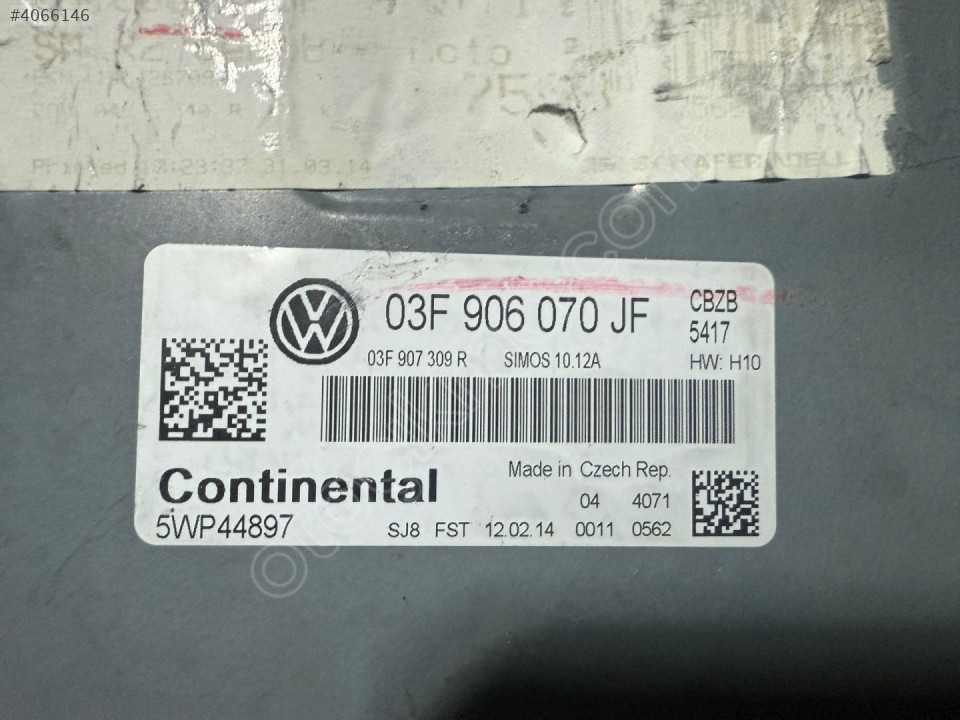 #4066146
Printed 17:23:37 31.03.14
03F 906 070 JF
CBZB
5417
03F 907 309 R
SIMOS 10.12A
HW: H10
Continental
Made in Czech Rep.
04 4071
5WP44897
SJ8 FST 12.02.14 0011 0562